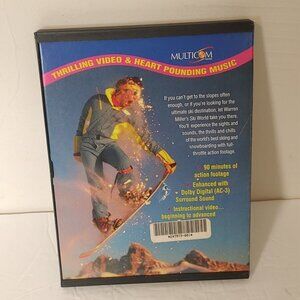 MULTICOM
THRILLING VIDEO & HEART POUNDING MUSIC
If you can't get to the slopes often
enough, or if you're looking for the
ultimate ski destination, let Warren
Miller's Ski World take you there.
You'll experience the sights and
sounds, the thrills and chills
of the world's best skiing and
snowboarding with full-
throttle action footage.
90 minutes of
action footage
Enhanced with
Dolby Digital (AC-3)
Surround Sound
Instructional video...
beginning to advanced